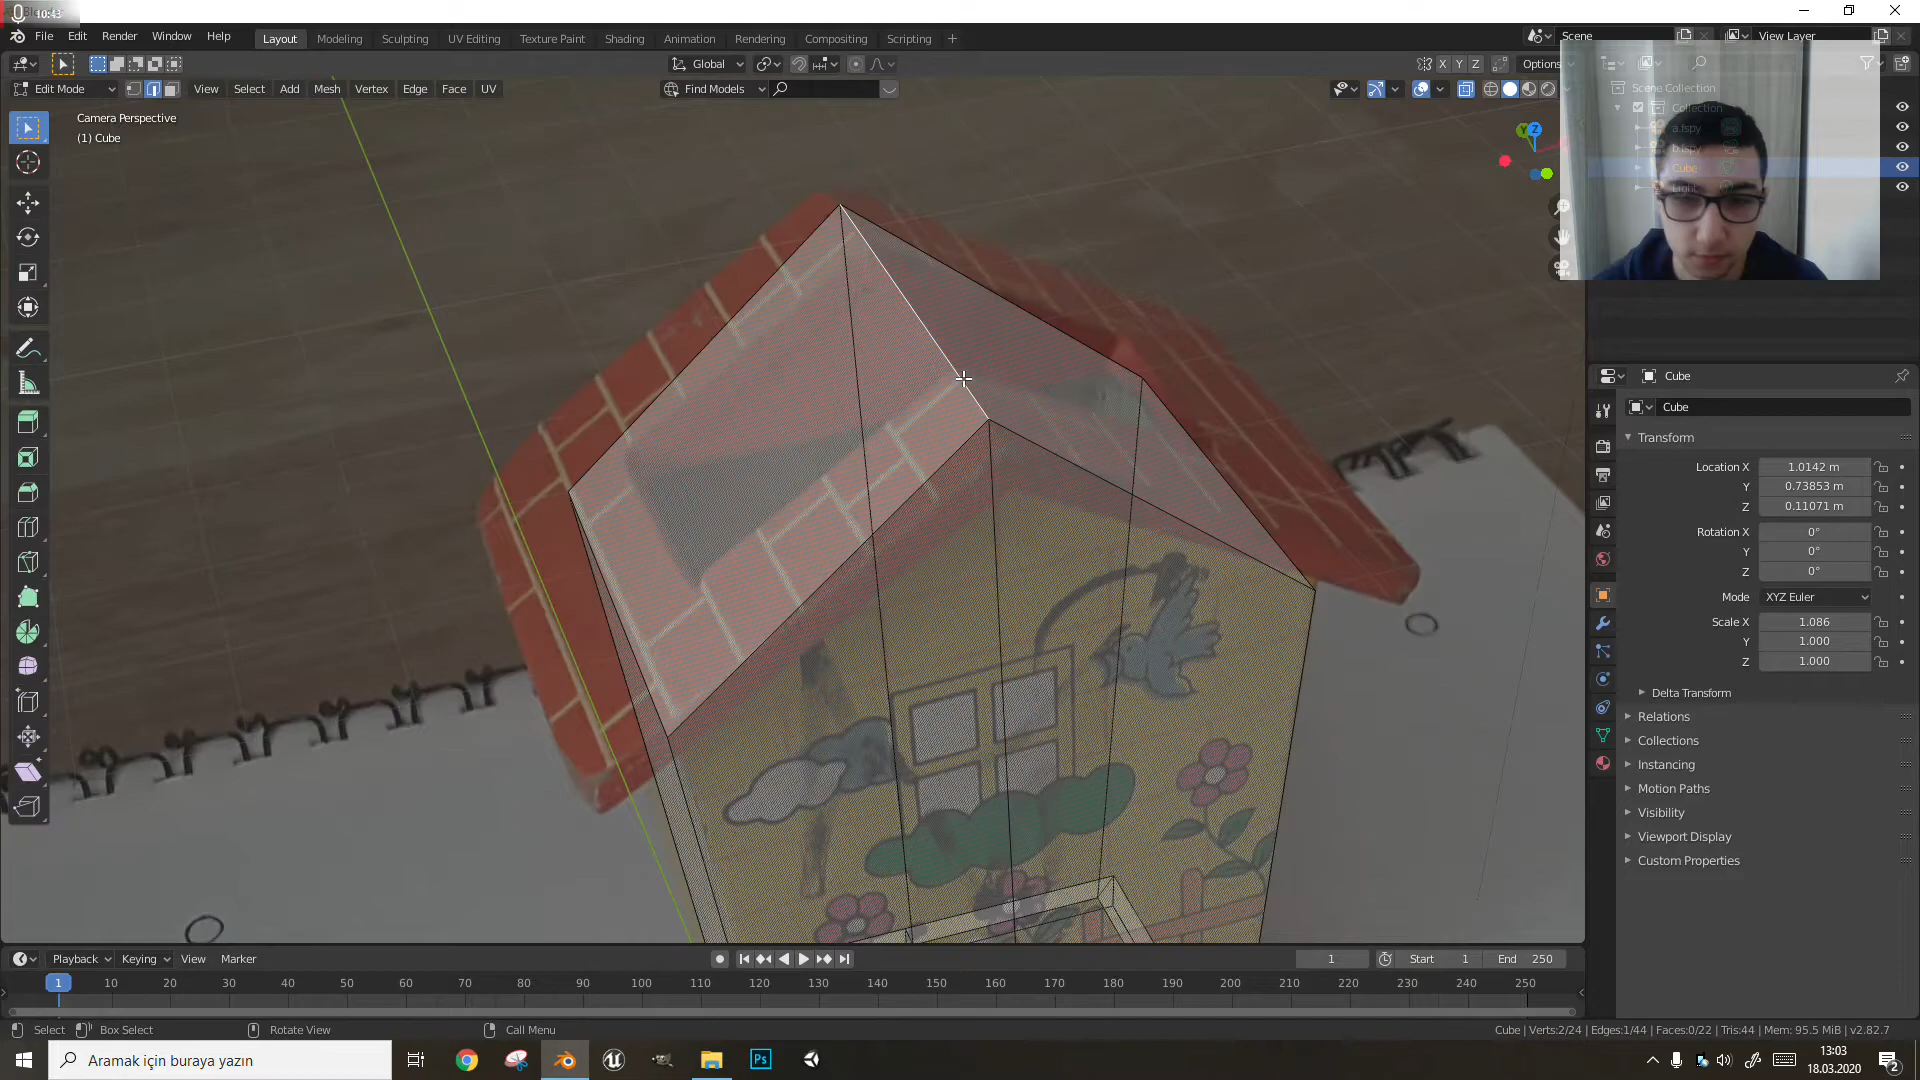 10:43
File Edit Render Window Help
Layout Modeling Sculpting UV Editing Texture Paint Shading Animation Rendering Compositing Scripting
Scene
View Layer
Global
X Y Z
Options
Edit Mode
View Select Add Mesh Vertex Edge Face UV
Find Models
Camera Perspective
(1) Cube
Y Z
Scene Collection
Collection
a.fspy
b.fspy
Cube
Light
Cube
Cube
Transform
Location X 1.0142 m
Y 0.73853 m
Z 0.11071 m
Rotation X 0°
Y 0°
Z 0°
Mode XYZ Euler
Scale X 1.086
Y 1.000
Z 1.000
Delta Transform
Relations
Collections
Instancing
Motion Paths
Visibility
Viewport Display
Custom Properties
Playback Keying View Marker
1 Start 1 End 250
1 10 20 30 40 50 60 70 80 90 100 110 120 130 140 150 160 170 180 190 200 210 220 230 240 250
Select Box Select Rotate View Call Menu
Cube | Verts:2/24 | Edges:1/44 | Faces:0/22 | Tris:44 | Mem: 95.5 MiB | v2.82.7
Aramak için buraya yazın
Ps
13:03
18.03.2020
2